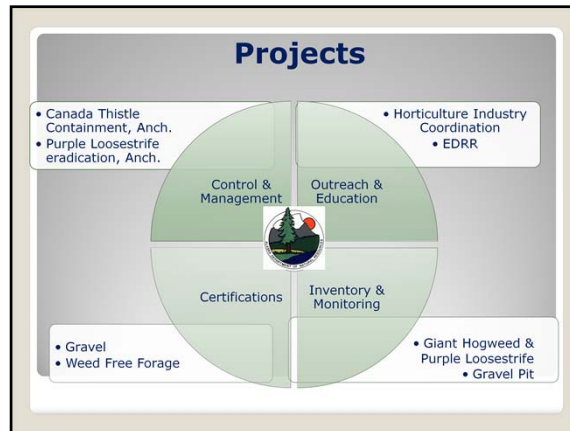 Projects
• Canada Thistle
Containment, Anch.
• Purple Loosestrife
eradication, Anch.
• Horticulture Industry
Coordination
• EDRR
Control &
Management
Outreach &
Education
Certifications
Inventory &
Monitoring
• Gravel
• Weed Free Forage
• Giant Hogweed &
Purple Loosestrife
• Gravel Pit